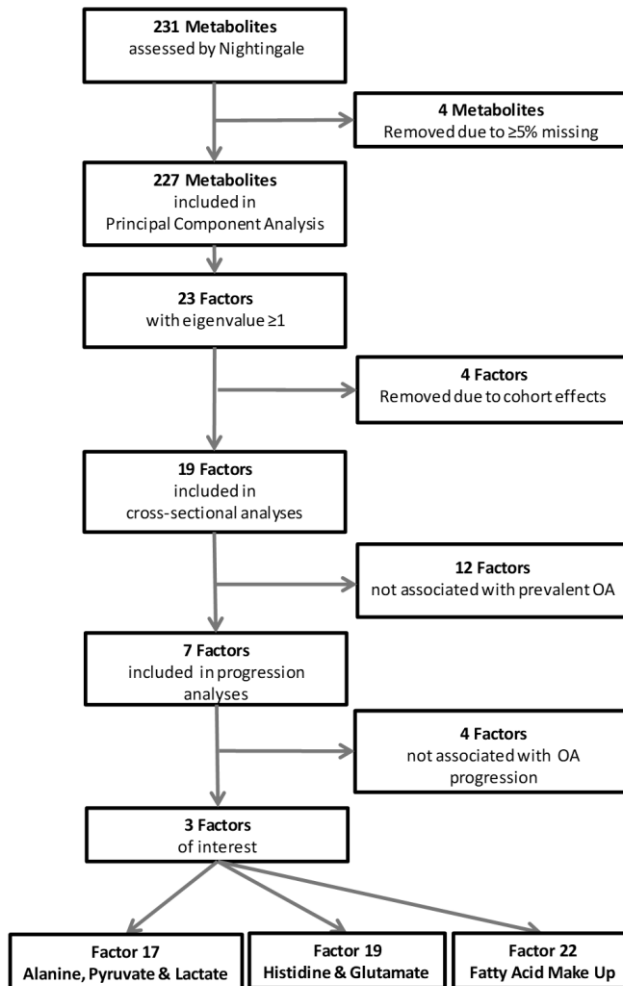 231 Metabolites
assessed by Nightingale
4 Metabolites
Removed due to ≥5% missing
227 Metabolites
included in
Principal Component Analysis
23 Factors
with eigenvalue ≥1
4 Factors
Removed due to cohort effects
19 Factors
included in
cross-sectional analyses
12 Factors
not associated with prevalent OA
7 Factors
included in progression
analyses
4 Factors
not associated with OA
progression
3 Factors
of interest
Factor 17
Alanine, Pyruvate & Lactate
Factor 19
Histidine & Glutamate
Factor 22
Fatty Acid Make Up